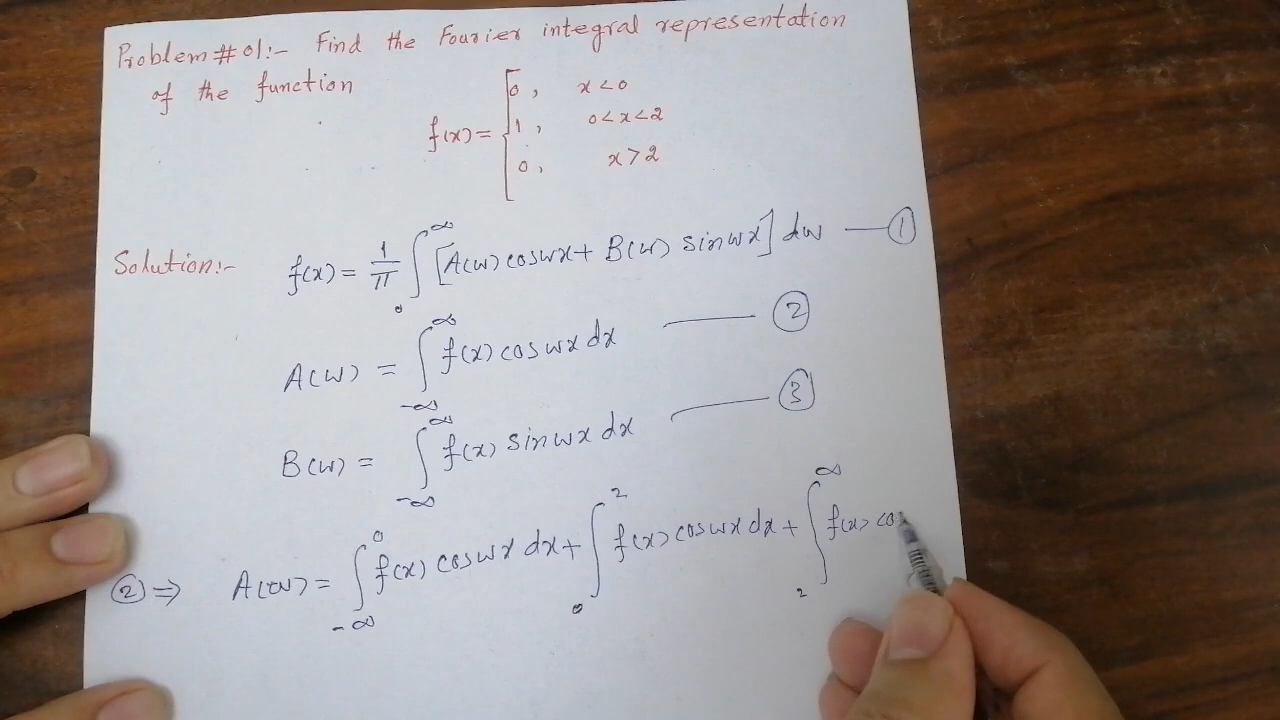 Problem # 01:- Find the Fourier integral representation
of the function
f(x) = { 0, x < 0
1, 0 < x < 2
0, x > 2
Solution:- f(x) = 1/π ∫₀^∞ [A(w) cos wx + B(w) sin wx] dw — ①
A(w) = ∫_{-∞}^{∞} f(x) cos wx dx — ②
B(w) = ∫_{-∞}^{∞} f(x) sin wx dx — ③
② ⇒ A(w) = ∫_{-∞}^{0} f(x) cos wx dx + ∫₀² f(x) cos wx dx + ∫₂^∞ f(x) cos